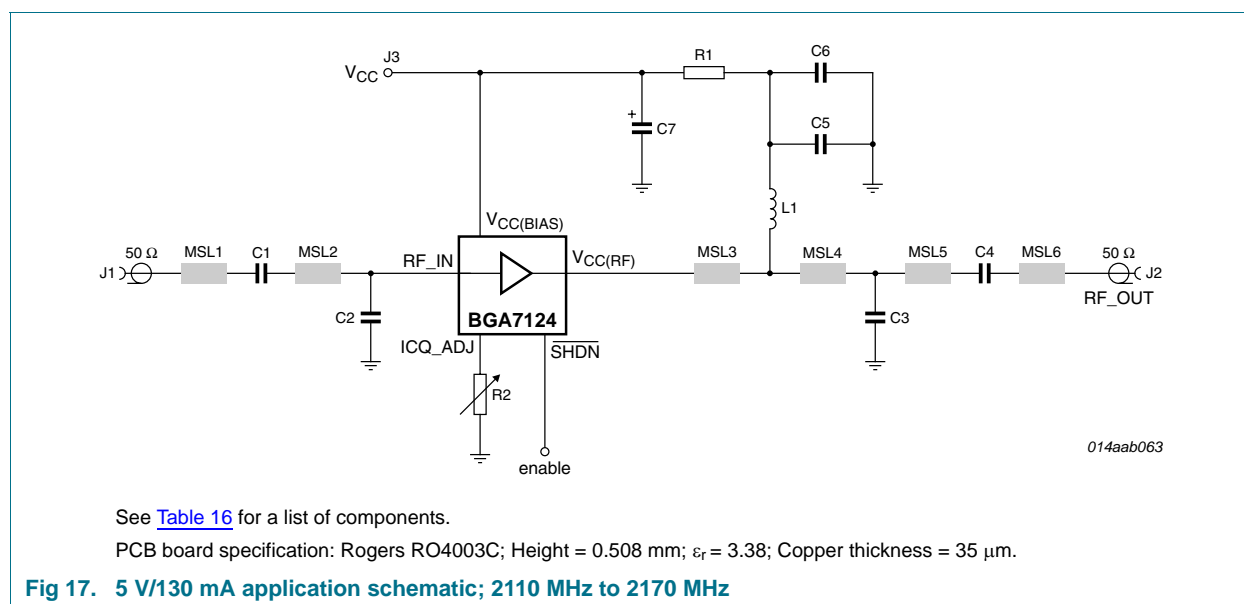 J3
V_CC
R1
C6
C5
+
C7
L1
V_CC(BIAS)
50 Ω
MSL1
C1
MSL2
RF_IN
V_CC(RF)
MSL3
MSL4
MSL5
C4
MSL6
50 Ω
J1
J2
RF_OUT
C2
BGA7124
C3
ICQ_ADJ
SHDN
R2
enable
014aab063
See Table 16 for a list of components.
PCB board specification: Rogers RO4003C; Height = 0.508 mm; εr = 3.38; Copper thickness = 35 μm.
Fig 17. 5 V/130 mA application schematic; 2110 MHz to 2170 MHz